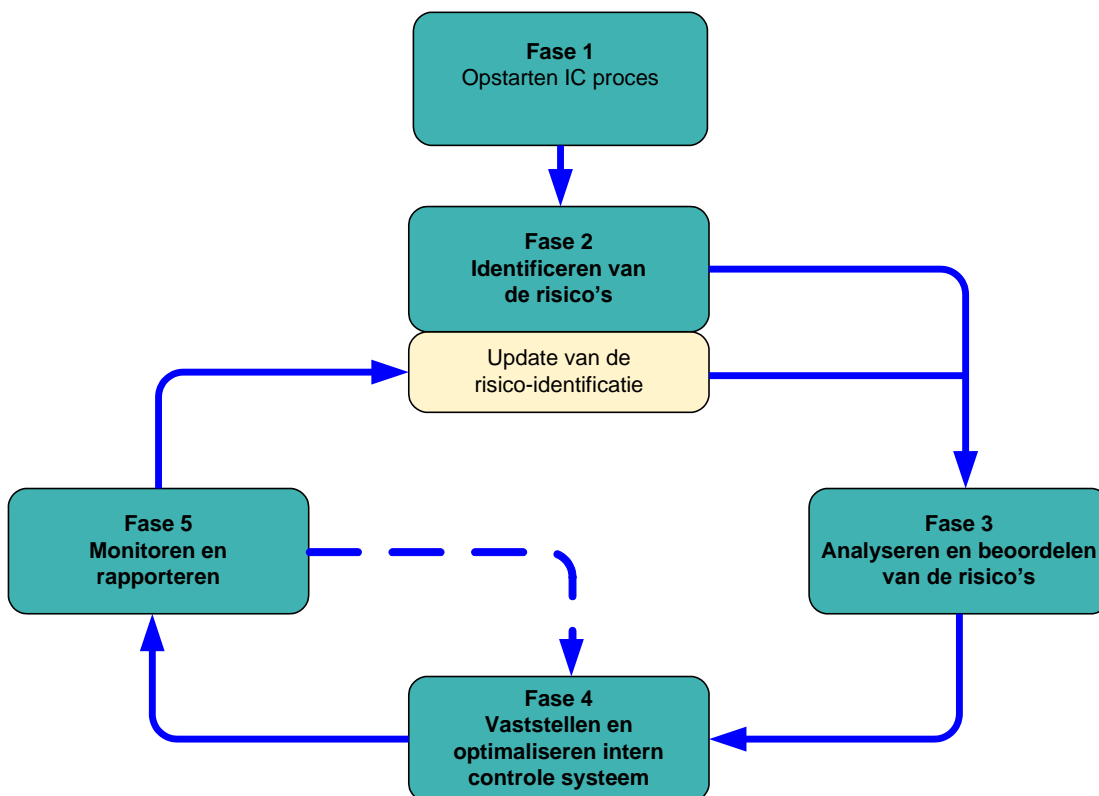 Fase 1
Opstarten IC proces
Fase 2
Identificeren van
de risico’s
Update van de
risico-identificatie
Fase 5
Monitoren en
rapporteren
Fase 3
Analyseren en beoordelen
van de risico’s
Fase 4
Vaststellen en
optimaliseren intern
controle systeem